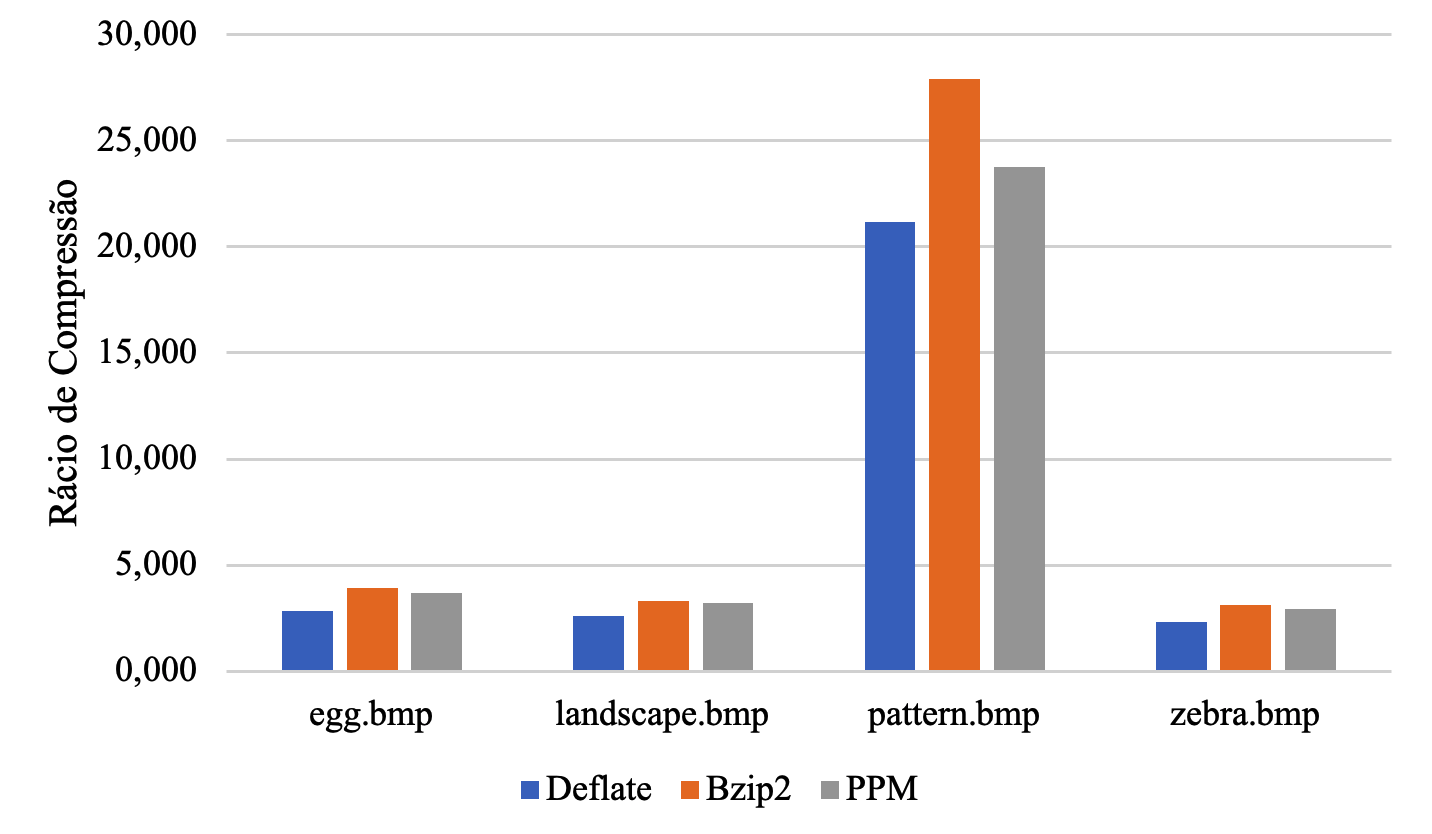 30,000
25,000
20,000
15,000
10,000
5,000
0,000
Rácio de Compressão
egg.bmp landscape.bmp pattern.bmp zebra.bmp
Deflate Bzip2 PPM